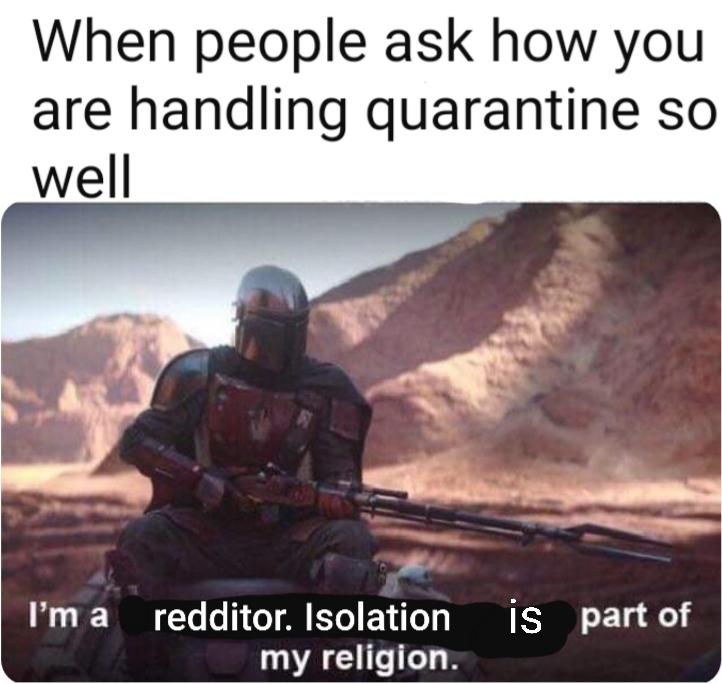 When people ask how you
are handling quarantine so
well
I'm a redditor. Isolation is part of
my religion.